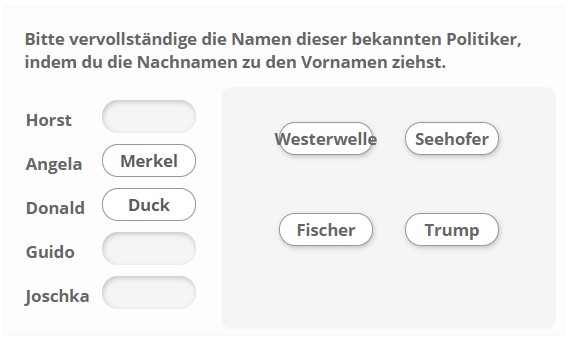 Bitte vervollständige die Namen dieser bekannten Politiker,
indem du die Nachnamen zu den Vornamen ziehst.
Horst
Angela Merkel
Donald Duck
Guido
Joschka
Westerwelle Seehofer
Fischer Trump